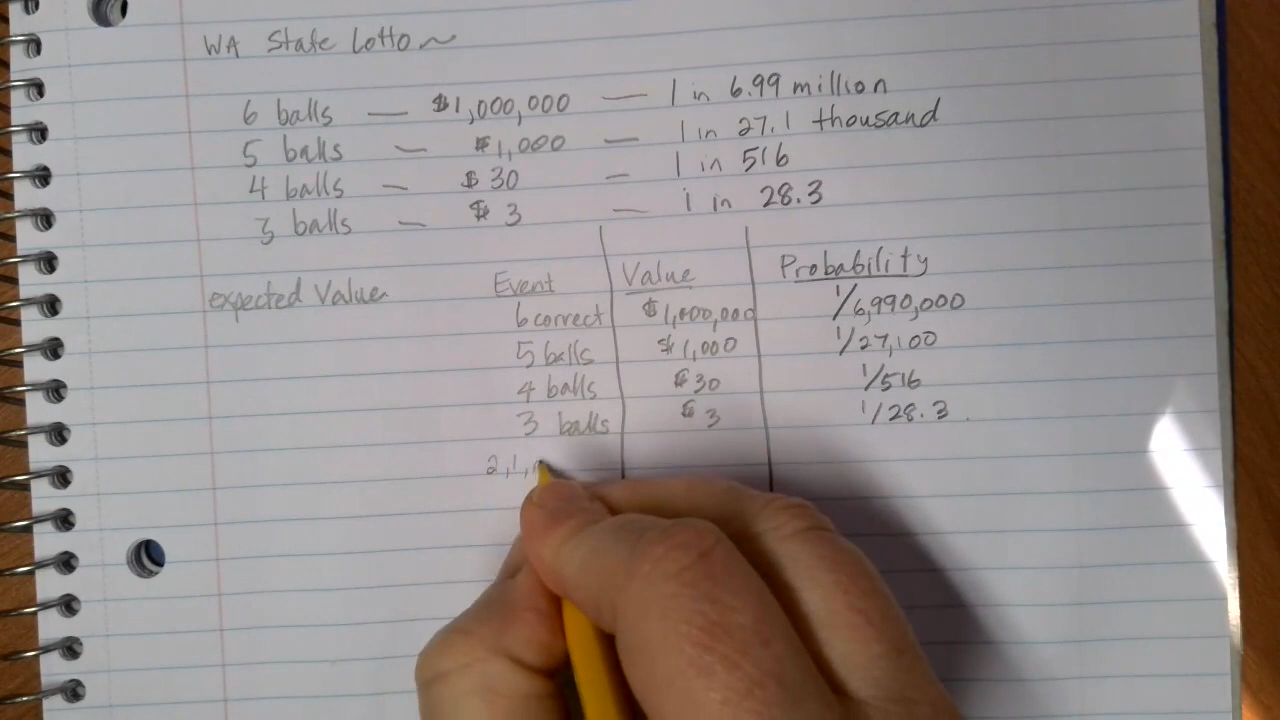 WA State Lotto ~
6 balls — $1,000,000 — 1 in 6.99 million
5 balls — $1,000 — 1 in 27.1 thousand
4 balls — $30 — 1 in 516
3 balls — $3 — 1 in 28.3
expected Value Event Value Probability
6 correct $1,000,000 1/6,990,000
5 balls $1,000 1/27,100
4 balls $30 1/516
3 balls $3 1/28.3
2,1,